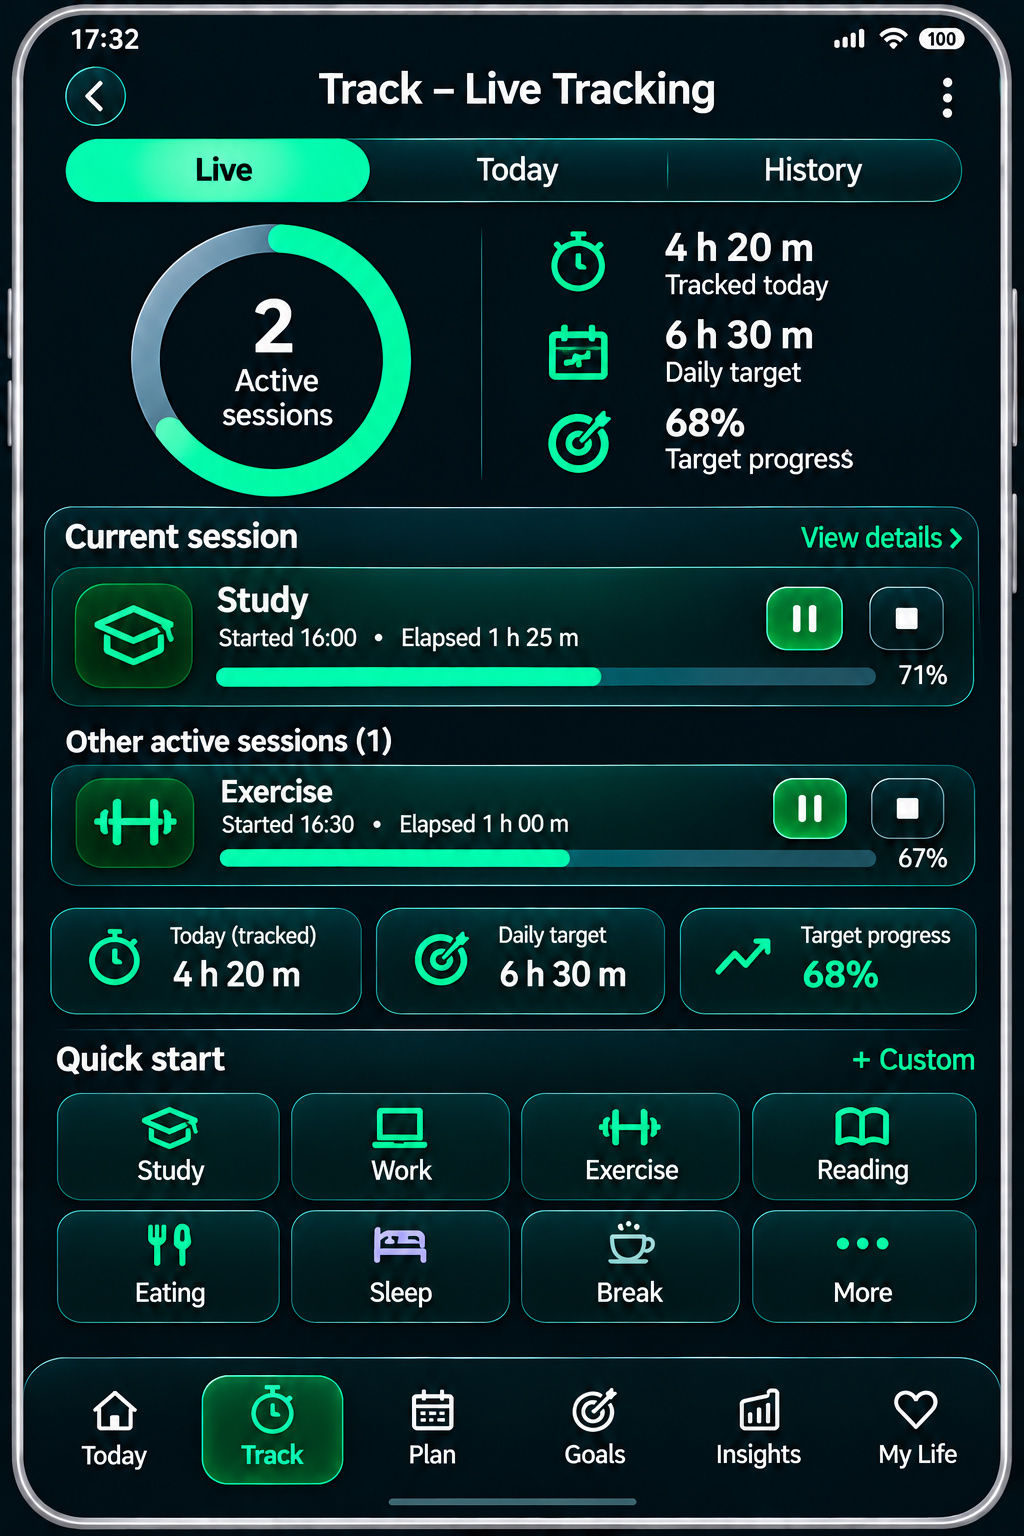 17:32
100
Track – Live Tracking
Live
Today
History
2
Active
sessions
4 h 20 m
Tracked today
6 h 30 m
Daily target
68%
Target progress
Current session
View details >
Study
Started 16:00 • Elapsed 1 h 25 m
71%
Other active sessions (1)
Exercise
Started 16:30 • Elapsed 1 h 00 m
67%
Today (tracked)
4 h 20 m
Daily target
6 h 30 m
Target progress
68%
Quick start
+ Custom
Study
Work
Exercise
Reading
Eating
Sleep
Break
More
Today
Track
Plan
Goals
Insights
My Life